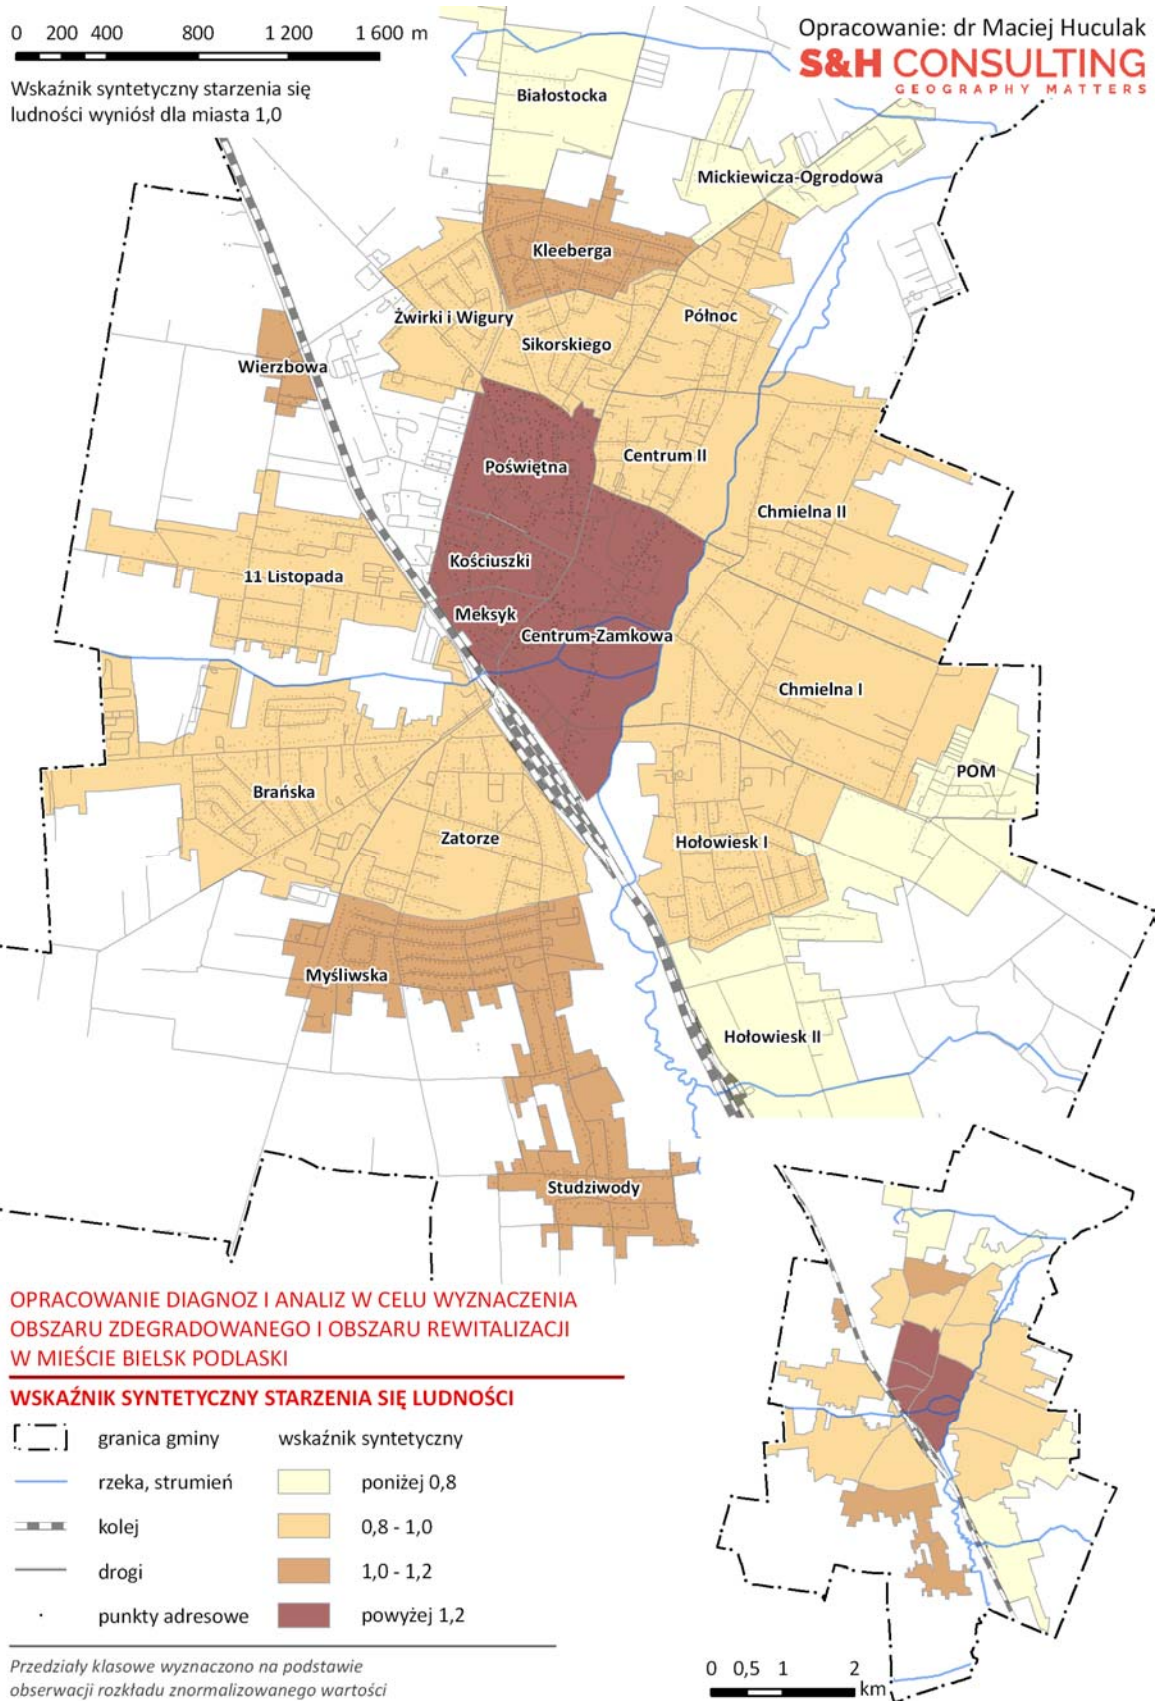 0 200 400 800 1 200 1 600 m
Opracowanie: dr Maciej Huculak
S&H CONSULTING
GEOGRAPHY MATTERS
Wskaźnik syntetyczny starzenia się
ludności wyniósł dla miasta 1,0
Białostocka
Mickiewicza-Ogrodowa
Kleeberga
Żwirki i Wigury
Północ
Sikorskiego
Wierzbowa
Centrum II
Poświętna
Chmielna II
Kościuszki
11 Listopada
Meksyk
Centrum-Zamkowa
Chmielna I
POM
Brańska
Zatorze
Hołowiesk I
Myśliwska
Hołowiesk II
Studziwody
OPRACOWANIE DIAGNOZ I ANALIZ W CELU WYZNACZENIA
OBSZARU ZDEGRADOWANEGO I OBSZARU REWITALIZACJI
W MIEŚCIE BIELSK PODLASKI
WSKAŹNIK SYNTETYCZNY STARZENIA SIĘ LUDNOŚCI
granica gminy wskaźnik syntetyczny
rzeka, strumień poniżej 0,8
kolej 0,8 - 1,0
drogi 1,0 - 1,2
punkty adresowe powyżej 1,2
Przedziały klasowe wyznaczono na podstawie
obserwacji rozkładu znormalizowanego wartości
0 0,5 1 2
km